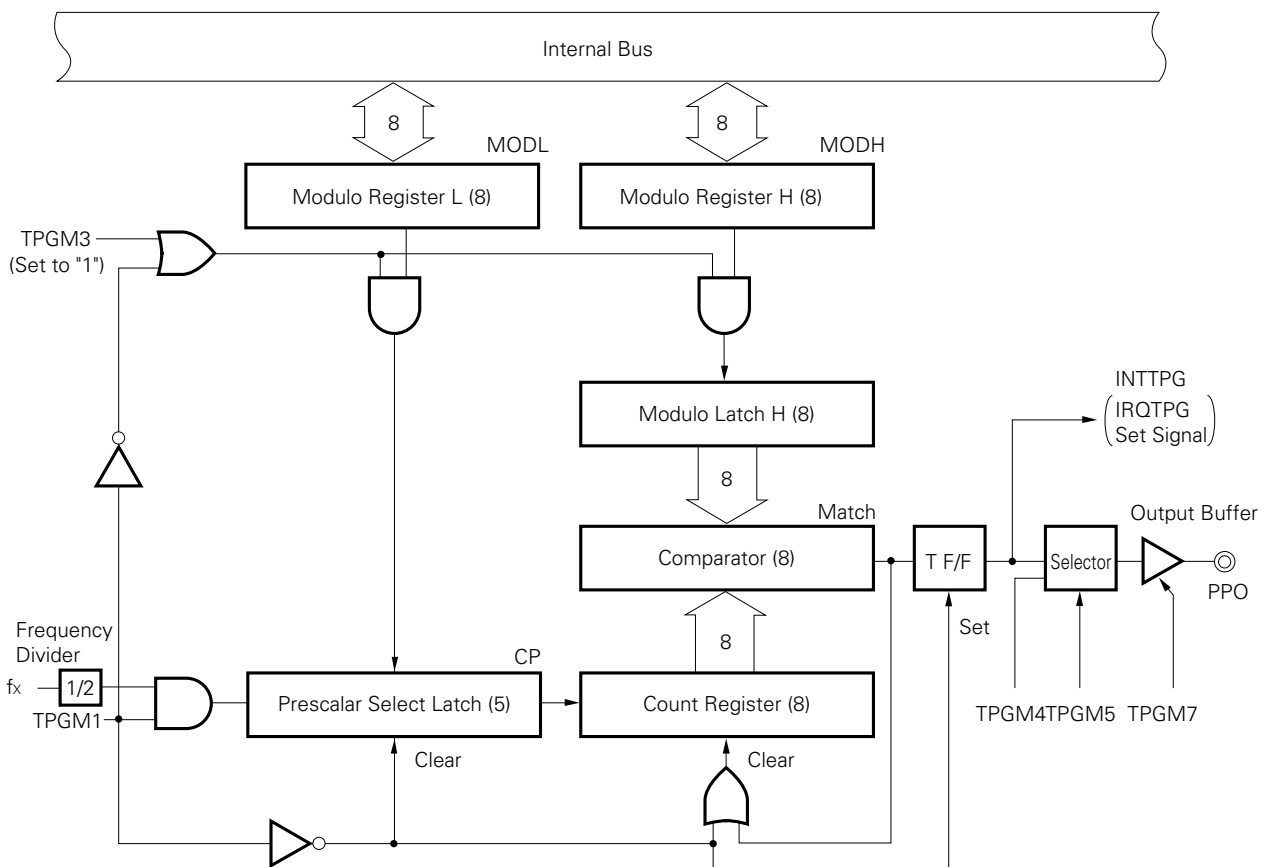 Internal Bus
8
8
MODL
MODH
Modulo Register L (8)
Modulo Register H (8)
TPGM3
(Set to "1")
INTTPG
IRQTPG
Set Signal
Modulo Latch H (8)
8
Match
Output Buffer
Comparator (8)
T F/F
Selector
PPO
8
Set
Frequency
Divider
CP
fx
1/2
Prescalar Select Latch (5)
Count Register (8)
TPGM1
TPGM4
TPGM5
TPGM7
Clear
Clear